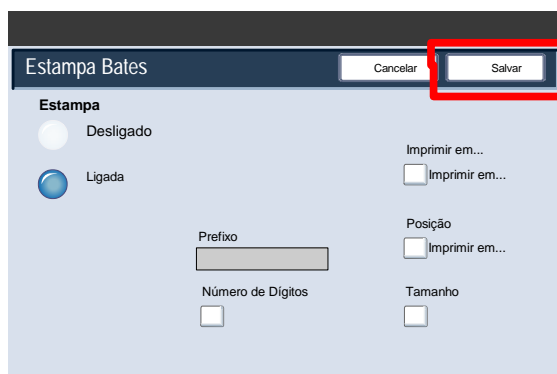 Estampa Bates
Cancelar
Salvar
Estampa
Desligado
Ligada
Imprimir em...
Imprimir em...
Prefixo
Posição
Imprimir em...
Número de Dígitos
Tamanho